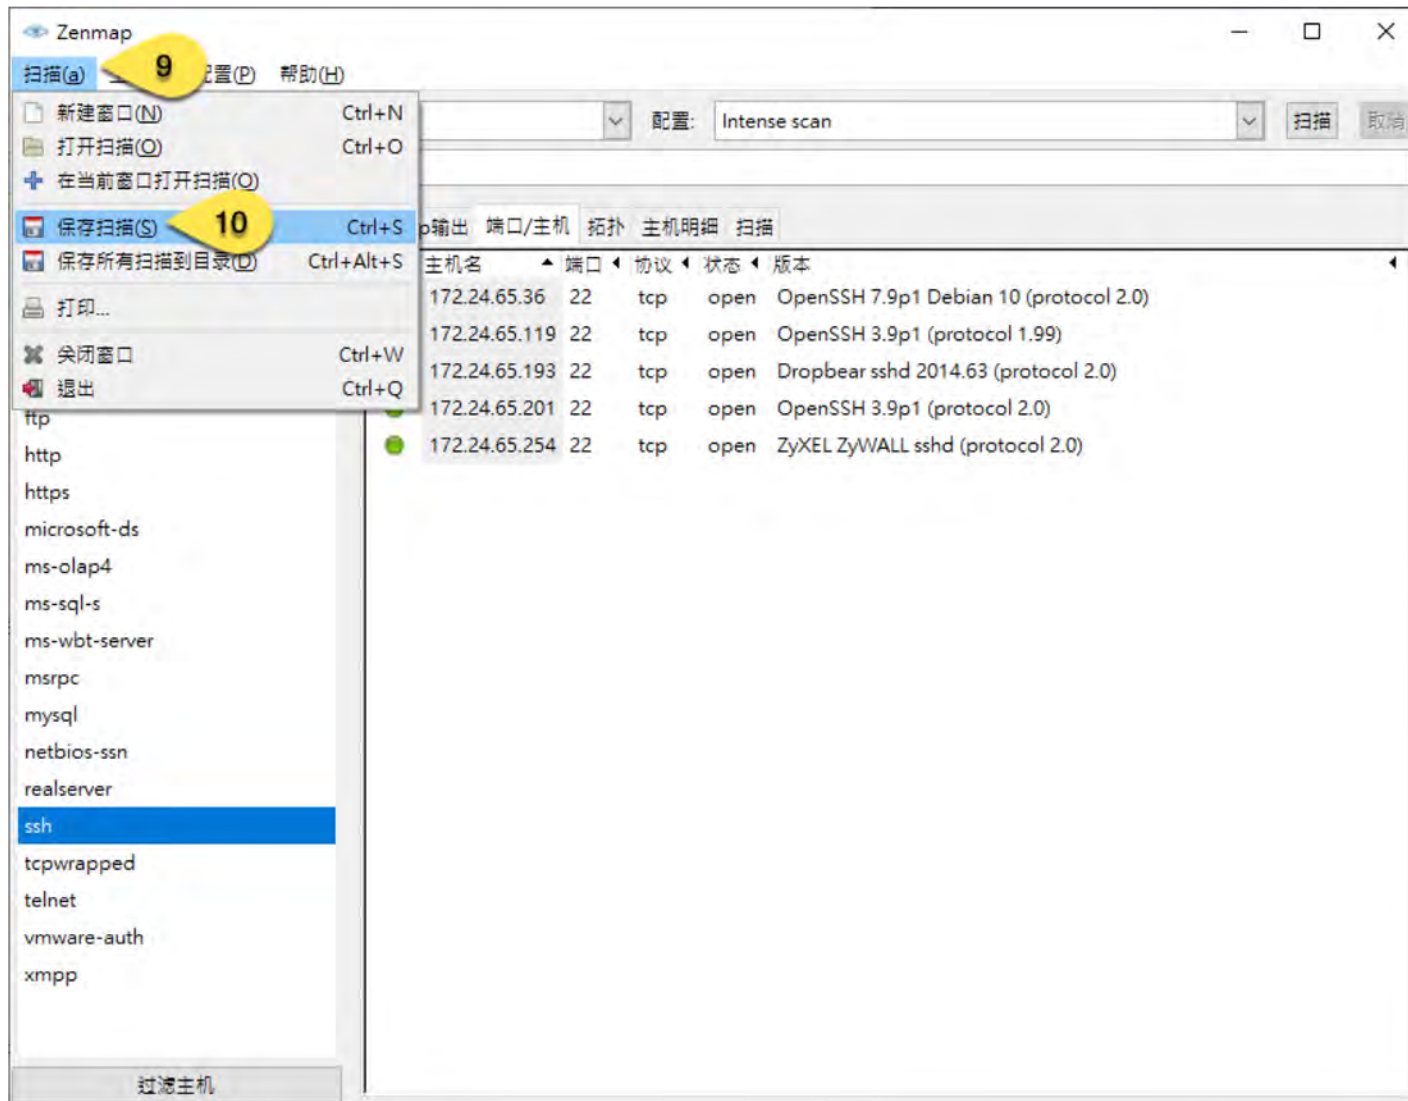 Zenmap
扫描(a) 9 配置(P) 帮助(H)
新建窗口(N) Ctrl+N
打开扫描(O) Ctrl+O
在当前窗口打开扫描(O)
保存扫描(S) 10 Ctrl+S
保存所有扫描到目录(D) Ctrl+Alt+S
打印...
关闭窗口 Ctrl+W
退出 Ctrl+Q
配置: Intense scan 扫描 取消
p输出 端口/主机 拓扑 主机明细 扫描
主机名 端口 协议 状态 版本
172.24.65.36 22 tcp open OpenSSH 7.9p1 Debian 10 (protocol 2.0)
172.24.65.119 22 tcp open OpenSSH 3.9p1 (protocol 1.99)
172.24.65.193 22 tcp open Dropbear sshd 2014.63 (protocol 2.0)
172.24.65.201 22 tcp open OpenSSH 3.9p1 (protocol 2.0)
172.24.65.254 22 tcp open ZyXEL ZyWALL sshd (protocol 2.0)
ftp
http
https
microsoft-ds
ms-olap4
ms-sql-s
ms-wbt-server
msrpc
mysql
netbios-ssn
realserver
ssh
tcpwrapped
telnet
vmware-auth
xmpp
过滤主机